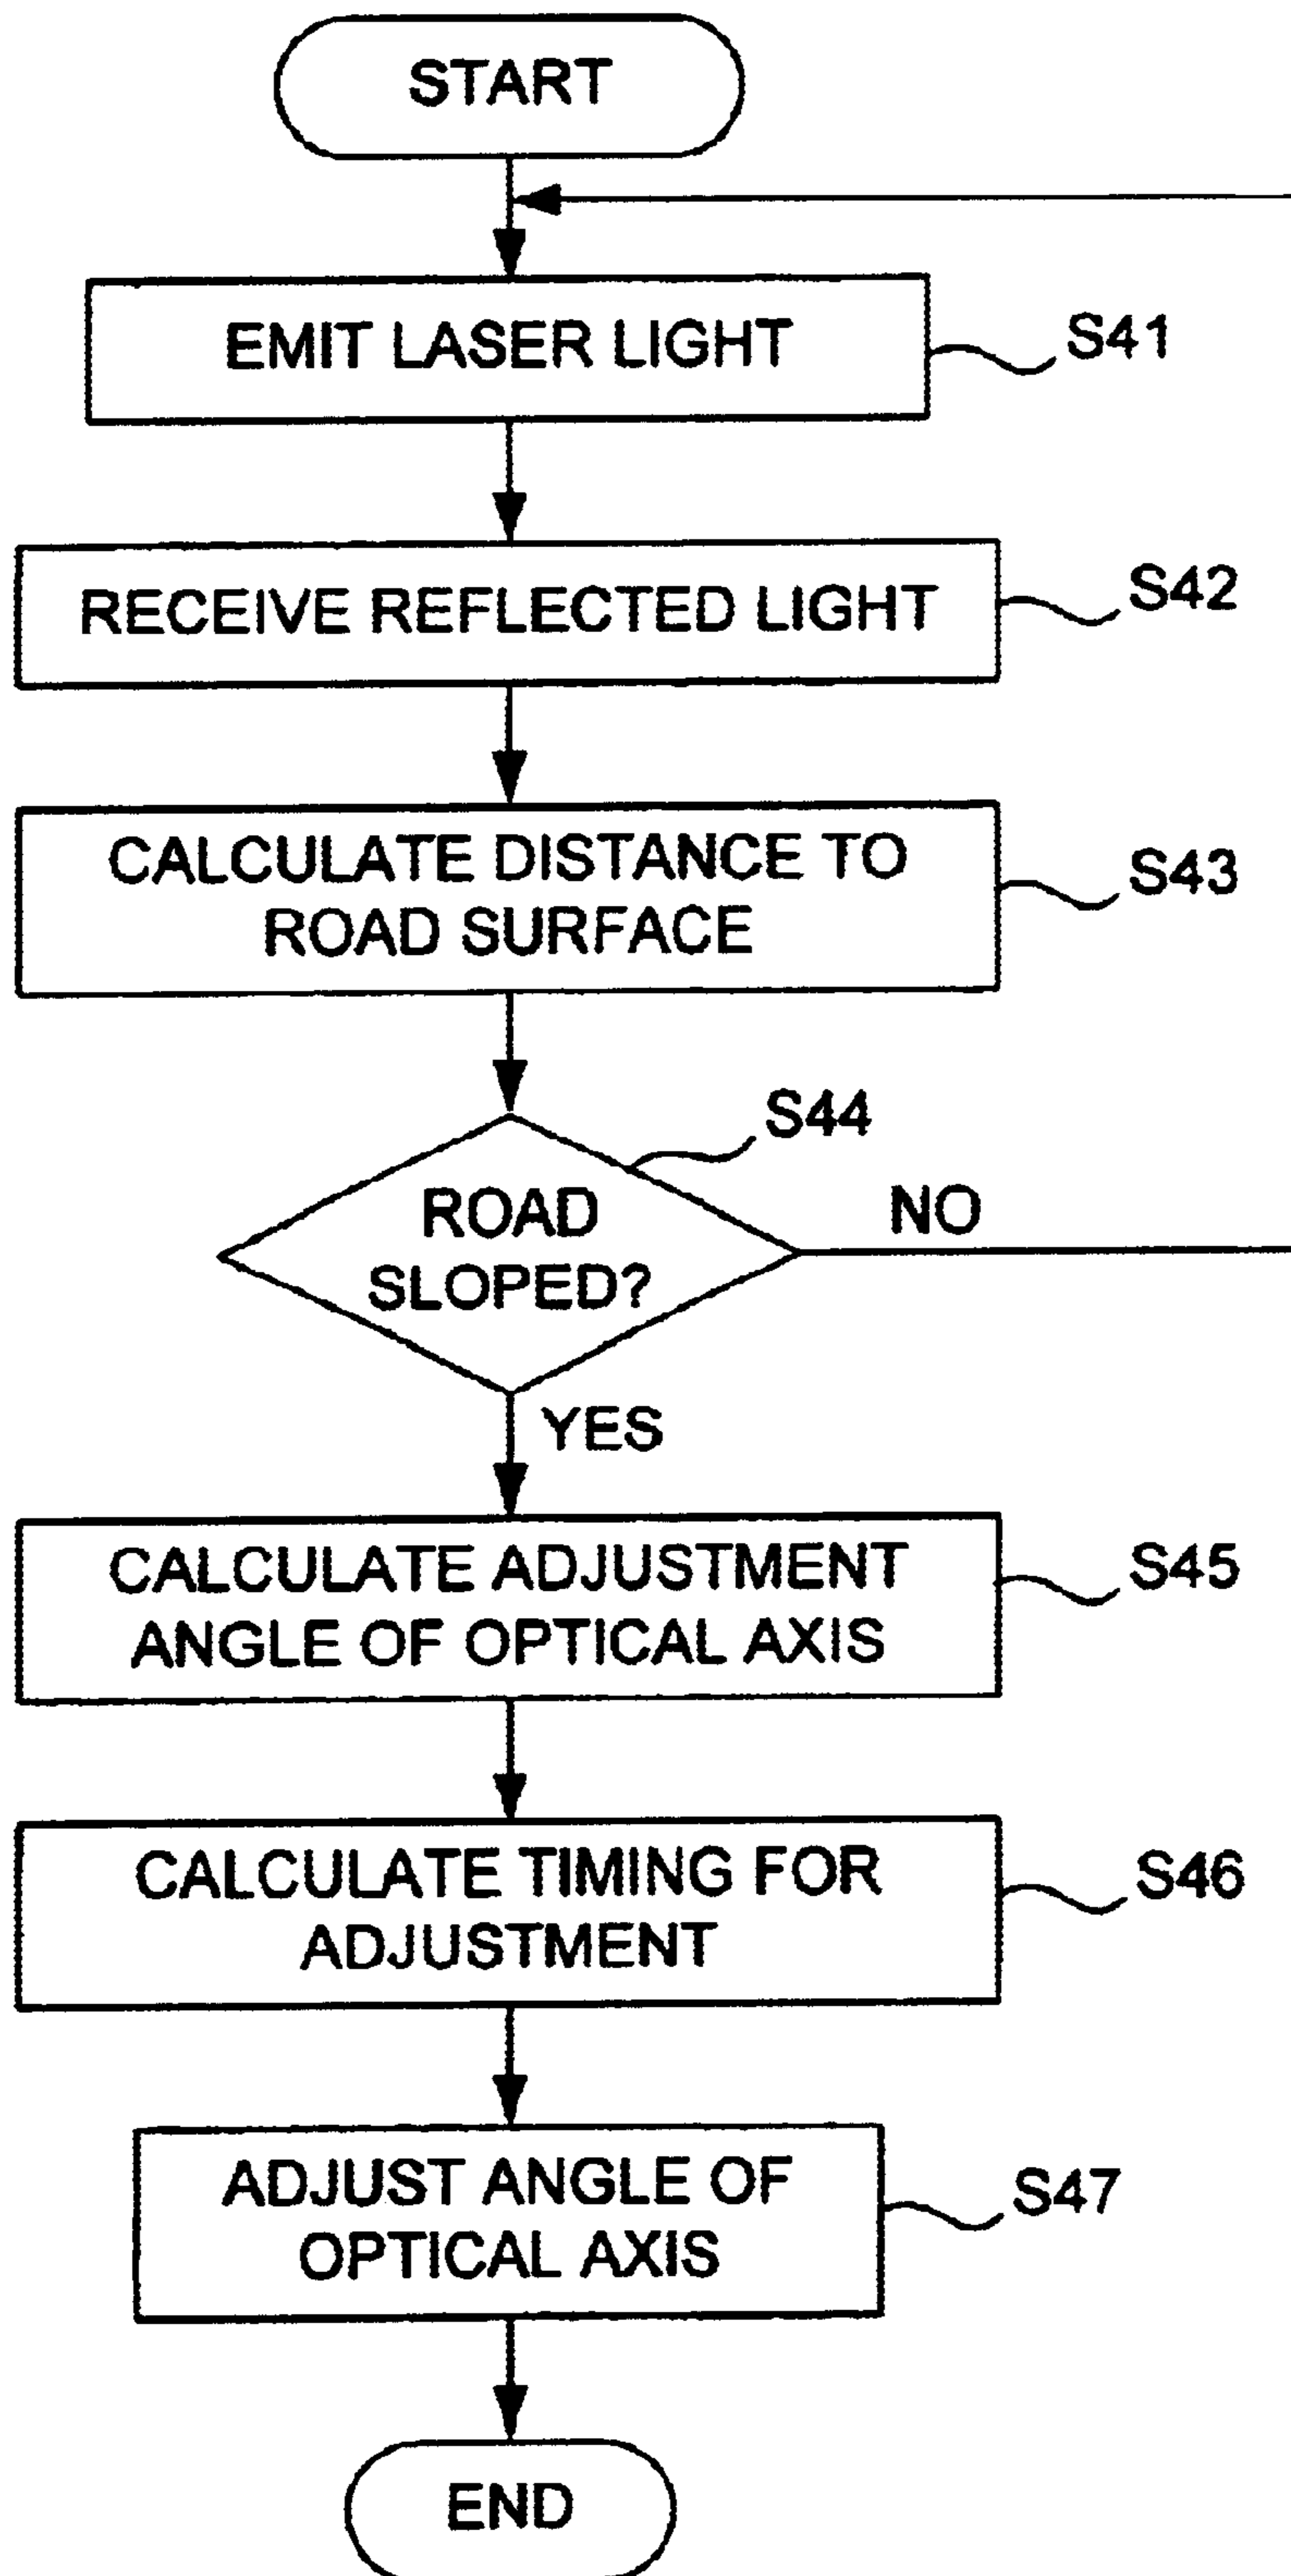 START
EMIT LASER LIGHT
S41
RECEIVE REFLECTED LIGHT
S42
CALCULATE DISTANCE TO
ROAD SURFACE
S43
S44
ROAD
SLOPED?
NO
YES
CALCULATE ADJUSTMENT
ANGLE OF OPTICAL AXIS
S45
CALCULATE TIMING FOR
ADJUSTMENT
S46
ADJUST ANGLE OF
OPTICAL AXIS
S47
END